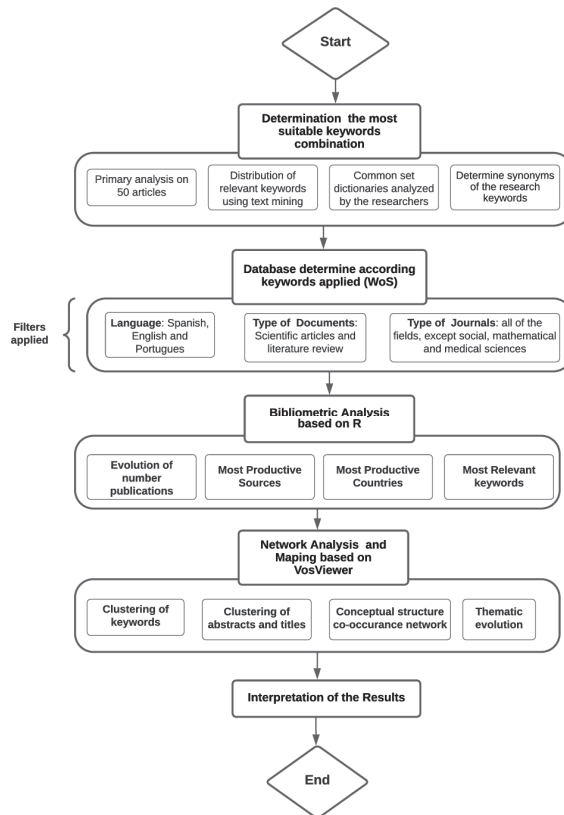 Start
Determination the most
suitable keywords
combination
Primary analysis on
50 articles
Distribution of
relevant keywords
using text mining
Common set
dictionaries analyzed
by the researchers
Determine synonyms
of the research
keywords
Database determine according
keywords applied (WoS)
Filters
applied
Language: Spanish,
English and
Portugues
Type of Documents:
Scientific articles and
literature review
Type of Journals: all of the
fields, except social, mathematical
and medical sciences
Bibliometric Analysis
based on R
Evolution of
number
publications
Most Productive
Sources
Most Productive
Countries
Most Relevant
keywords
Network Analysis and
Maping based on
VosViewer
Clustering of
keywords
Clustering of
abstracts and titles
Conceptual structure
co-occurance network
Thematic
evolution
Interpretation of the Results
End